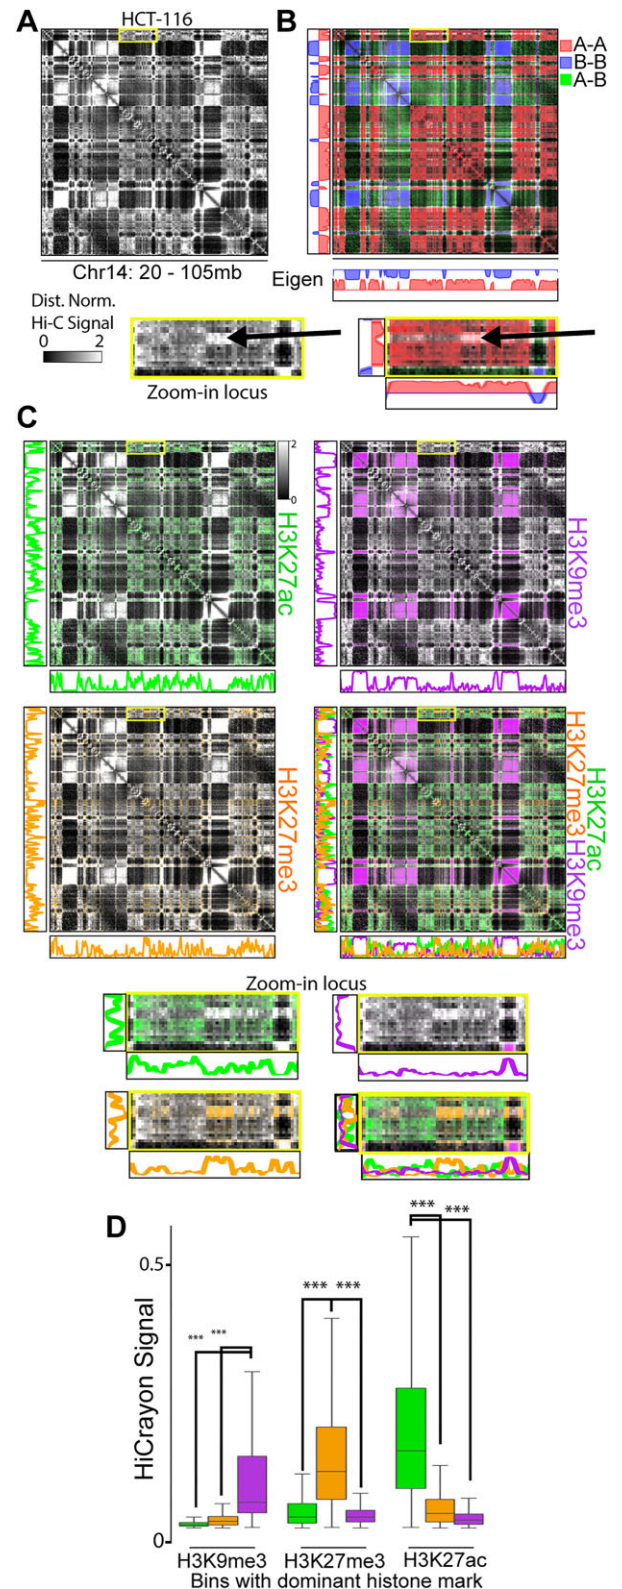 A
HCT-116
B
A-A
B-B
A-B
Chr14: 20 - 105mb
Eigen
Dist. Norm.
Hi-C Signal
0 2
Zoom-in locus
C
2
0
H3K27ac
H3K9me3
H3K27me3
H3K27ac
H3K27me3
H3K9me3
Zoom-in locus
D
*** ***
*** ***
*** ***
0.5
HiCrayon Signal
0
H3K9me3 H3K27me3 H3K27ac
Bins with dominant histone mark